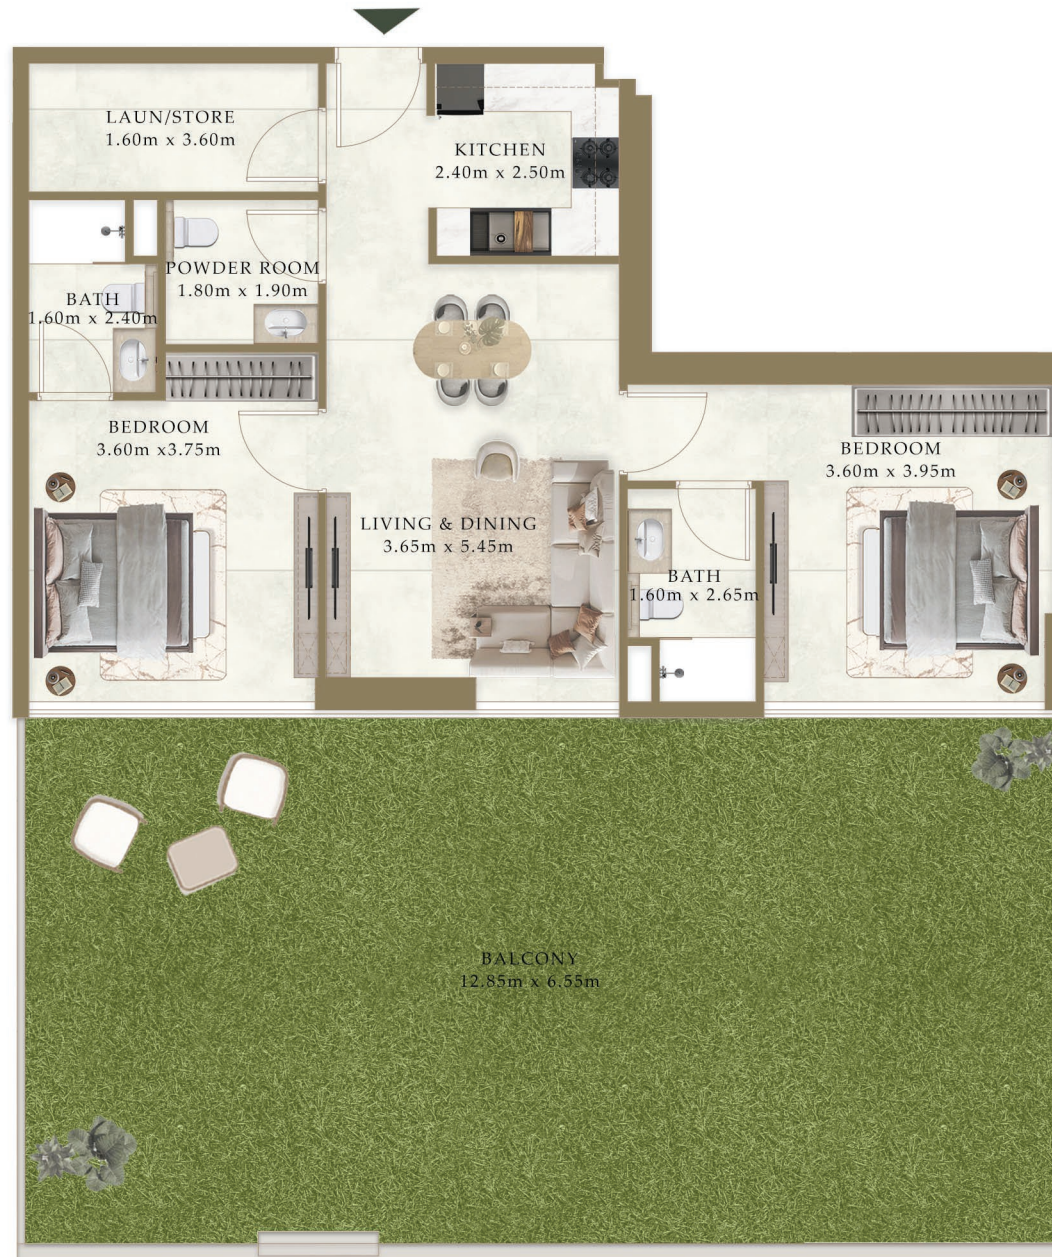 LAUN/STORE
1.60m x 3.60m
KITCHEN
2.40m x 2.50m
POWDER ROOM
1.80m x 1.90m
BATH
1.60m x 2.40m
BEDROOM
3.60m x3.75m
BEDROOM
3.60m x 3.95m
LIVING & DINING
3.65m x 5.45m
BATH
1.60m x 2.65m
BALCONY
12.85m x 6.55m